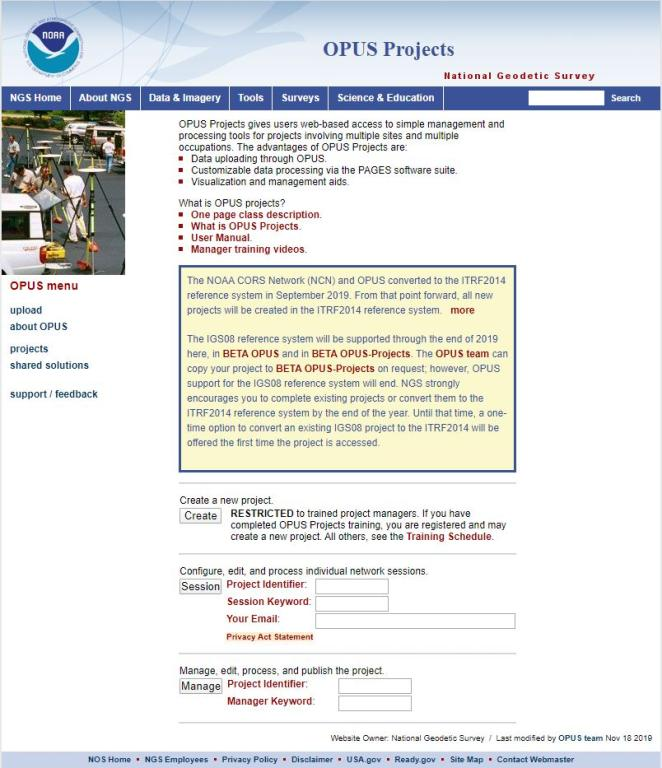 NOAA
OPUS Projects
National Geodetic Survey
NGS Home About NGS Data & Imagery Tools Surveys Science & Education Search
OPUS Projects gives users web-based access to simple management and
processing tools for projects involving multiple sites and multiple
occupations. The advantages of OPUS Projects are:
Data uploading through OPUS.
Customizable data processing via the PAGES software suite.
Visualization and management aids.
What is OPUS projects?
One page class description.
What is OPUS Projects.
User Manual.
Manager training videos.
OPUS menu
upload
about OPUS
projects
shared solutions
support / feedback
The NOAA CORS Network (NCN) and OPUS converted to the ITRF2014
reference system in September 2019. From that point forward, all new
projects will be created in the ITRF2014 reference system. more
The IGS08 reference system will be supported through the end of 2019
here, in BETA OPUS and in BETA OPUS-Projects. The OPUS team can
copy your project to BETA OPUS-Projects on request; however, OPUS
support for the IGS08 reference system will end. NGS strongly
encourages you to complete existing projects or convert them to the
ITRF2014 reference system by the end of the year. Until that time, a one-
time option to convert an existing IGS08 project to the ITRF2014 will be
offered the first time the project is accessed.
Create a new project.
Create RESTRICTED to trained project managers. If you have
completed OPUS Projects training, you are registered and may
create a new project. All others, see the Training Schedule.
Configure, edit, and process individual network sessions.
Session Project Identifier:
Session Keyword:
Your Email:
Privacy Act Statement
Manage, edit, process, and publish the project.
Manage Project Identifier:
Manager Keyword:
Website Owner: National Geodetic Survey / Last modified by OPUS team Nov 18 2019
NOS Home • NGS Employees • Privacy Policy • Disclaimer • USA.gov • Ready.gov • Site Map • Contact Webmaster